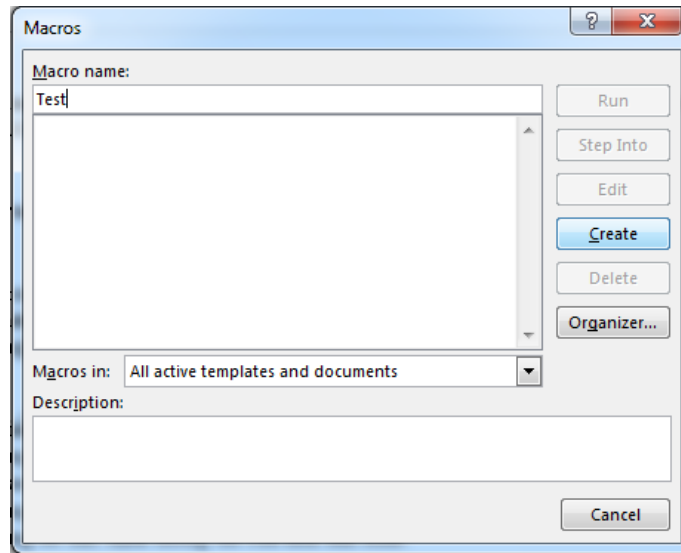 Macros
Macro name:
Test
Run
Step Into
Edit
Create
Delete
Organizer...
Macros in: All active templates and documents
Description:
Cancel